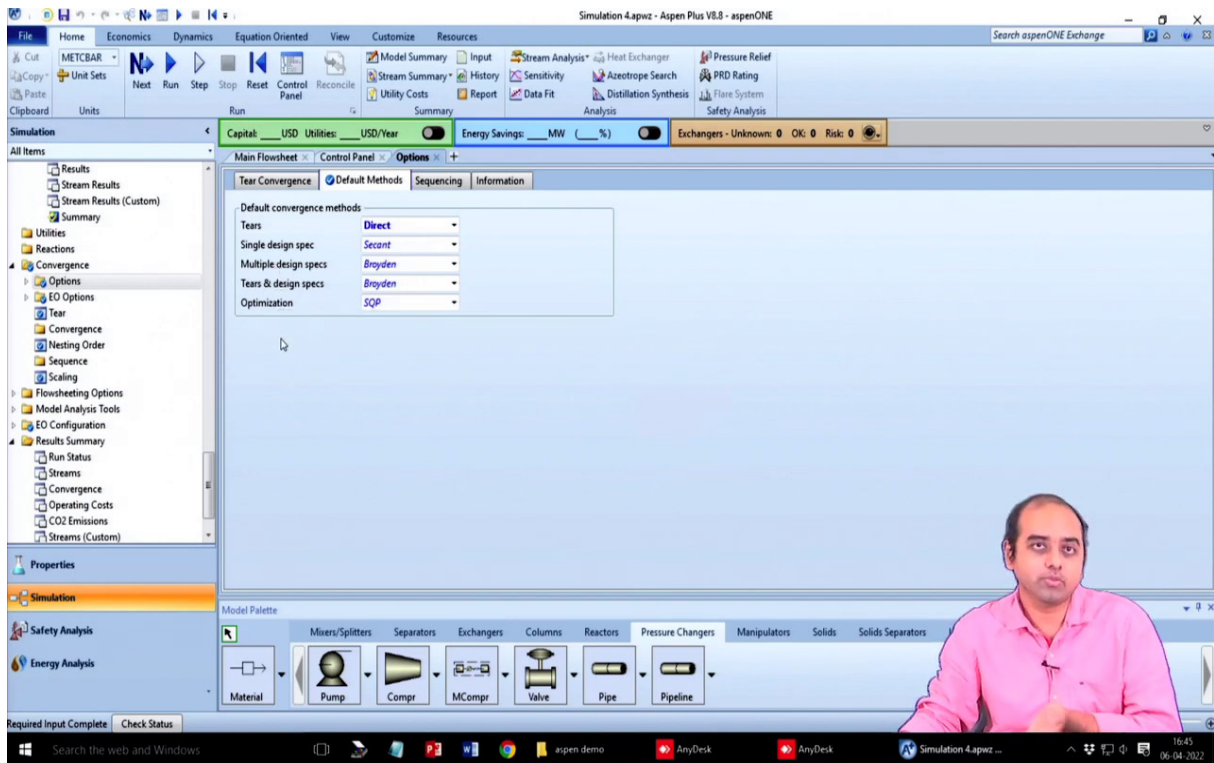 Simulation 4.apwz - Aspen Plus V8.8 - aspenONE
File Home Economics Dynamics Equation Oriented View Customize Resources Search aspenONE Exchange
Cut METCBAR Model Summary Input Stream Analysis Heat Exchanger Pressure Relief
Copy Unit Sets Next Run Step Stop Reset Control Panel Reconcile Stream Summary History Sensitivity Azeotrope Search PRD Rating
Paste Utility Costs Report Data Fit Distillation Synthesis Flare System
Clipboard Units Run Summary Analysis Safety Analysis
Simulation Capital: ____USD Utilities: ____USD/Year Energy Savings: ____MW (____%) Exchangers - Unknown: 0 OK: 0 Risk: 0
All Items Main Flowsheet Control Panel Options +
Results Tear Convergence Default Methods Sequencing Information
Stream Results
Stream Results (Custom)
Summary
Utilities
Reactions
Convergence
Options
EO Options
Tear
Convergence
Nesting Order
Sequence
Scaling
Flowsheeting Options
Model Analysis Tools
EO Configuration
Results Summary
Run Status
Streams
Convergence
Operating Costs
CO2 Emissions
Streams (Custom)
Default convergence methods
Tears Direct
Single design spec Secant
Multiple design specs Broyden
Tears & design specs Broyden
Optimization SQP
Properties
Simulation
Safety Analysis
Energy Analysis
Model Palette
Mixers/Splitters Separators Exchangers Columns Reactors Pressure Changers Manipulators Solids Solids Separators
Material Pump Compr MCompr Valve Pipe Pipeline
Required Input Complete Check Status
Search the web and Windows aspen demo AnyDesk AnyDesk Simulation 4.apwz ... 16:45
06-04-2022